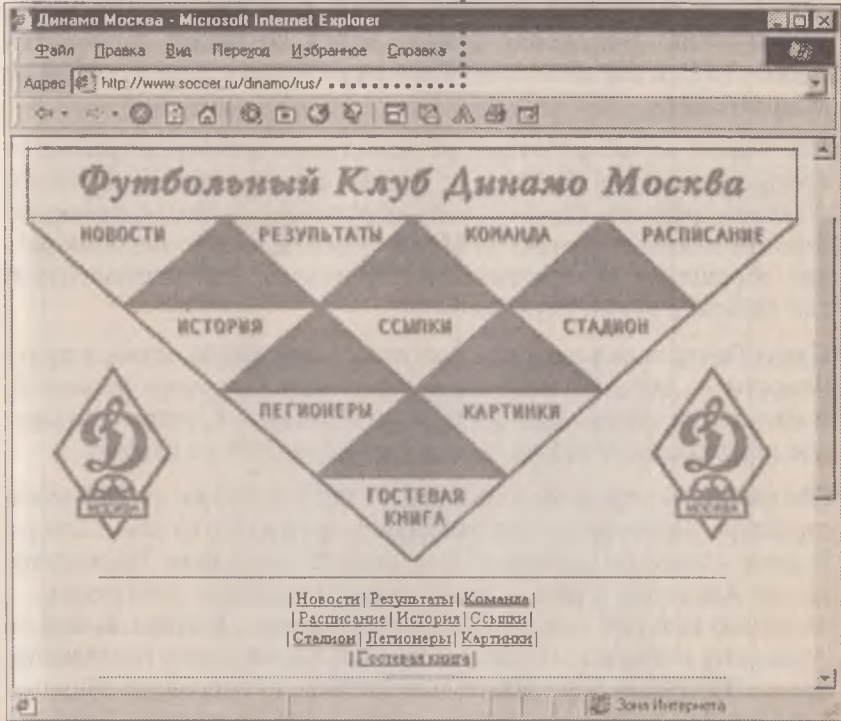 Динамо Москва - Microsoft Internet Explorer
Файл Правка Вид Переход Избранное Справка
Адрес http://www.soccer.ru/dinamo/rus/
Футбольный Клуб Динамо Москва
НОВОСТИ РЕЗУЛЬТАТЫ КОМАНДА РАСПИСАНИЕ
ИСТОРИЯ ССЫЛКИ СТАДИОН
ЛЕГИОНЕРЫ КАРТИНКИ
Д Д
МОСКВА МОСКВА
ГОСТЕВАЯ
КНИГА
|Новости|Результаты|Команда|
|Расписание|История|Ссылки|
|Стадион|Легионеры|Картинки|
|Гостевая книга|
Зона Интернета